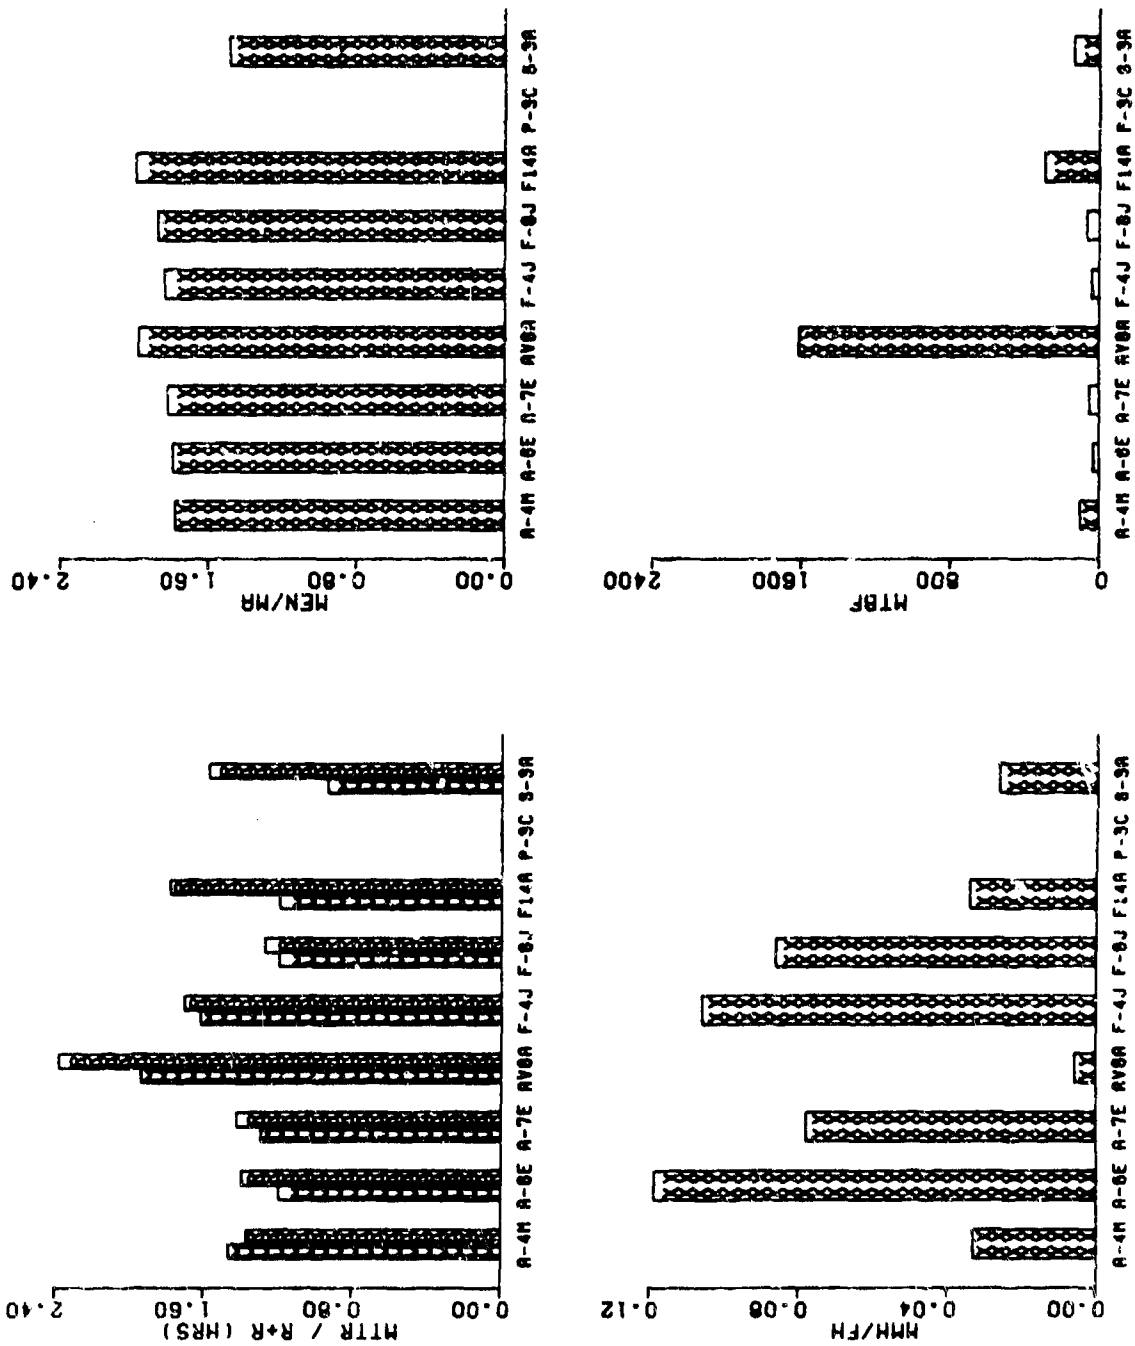 2.40
1.60
0.80
0.00
MTTR / R+R (HRS)
A-4M A-6E A-7E AV8A F-4J F-8J F14A P-3C S-3A
2.40
1.60
0.80
0.00
MEN/MA
A-4M A-6E A-7E AV8A F-4J F-8J F14A P-3C S-3A
0.12
0.08
0.04
0.00
MMH/FH
A-4M A-6E A-7E AV8A F-4J F-8J F14A P-3C S-3A
2400
1600
800
0
MTBF
A-4M A-6E A-7E AV8A F-4J F-8J F14A P-3C S-3A